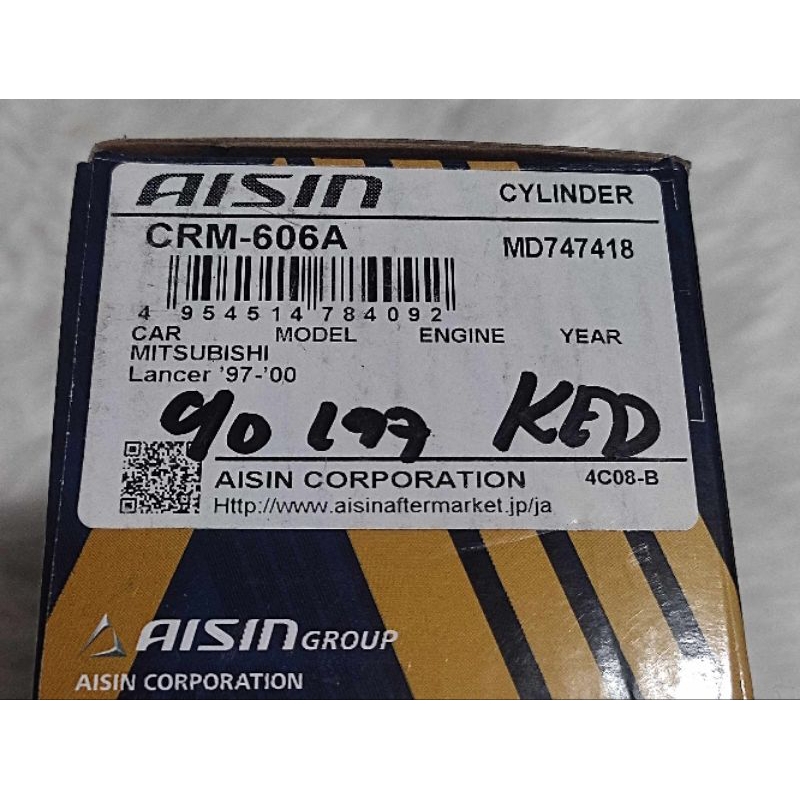 AISIN CYLINDER
CRM-606A MD747418
4 954514 784092
CAR MODEL ENGINE YEAR
MITSUBISHI
Lancer '97-'00
90 L97 KED
AISIN CORPORATION 4C08-B
Http://www.aisinaftermarket.jp/ja
AISIN GROUP
AISIN CORPORATION